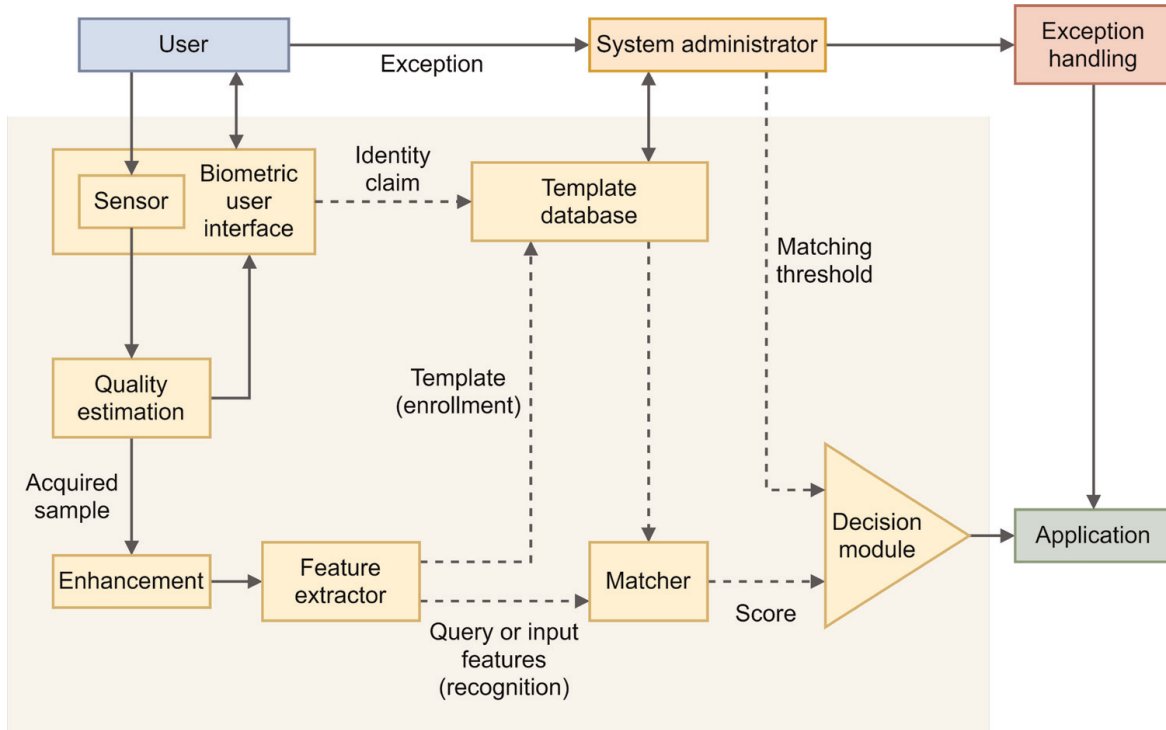 User
Exception
System administrator
Exception
handling
Sensor
Biometric
user
interface
Identity
claim
Template
database
Matching
threshold
Quality
estimation
Template
(enrollment)
Acquired
sample
Enhancement
Feature
extractor
Query or input
features
(recognition)
Matcher
Score
Decision
module
Application